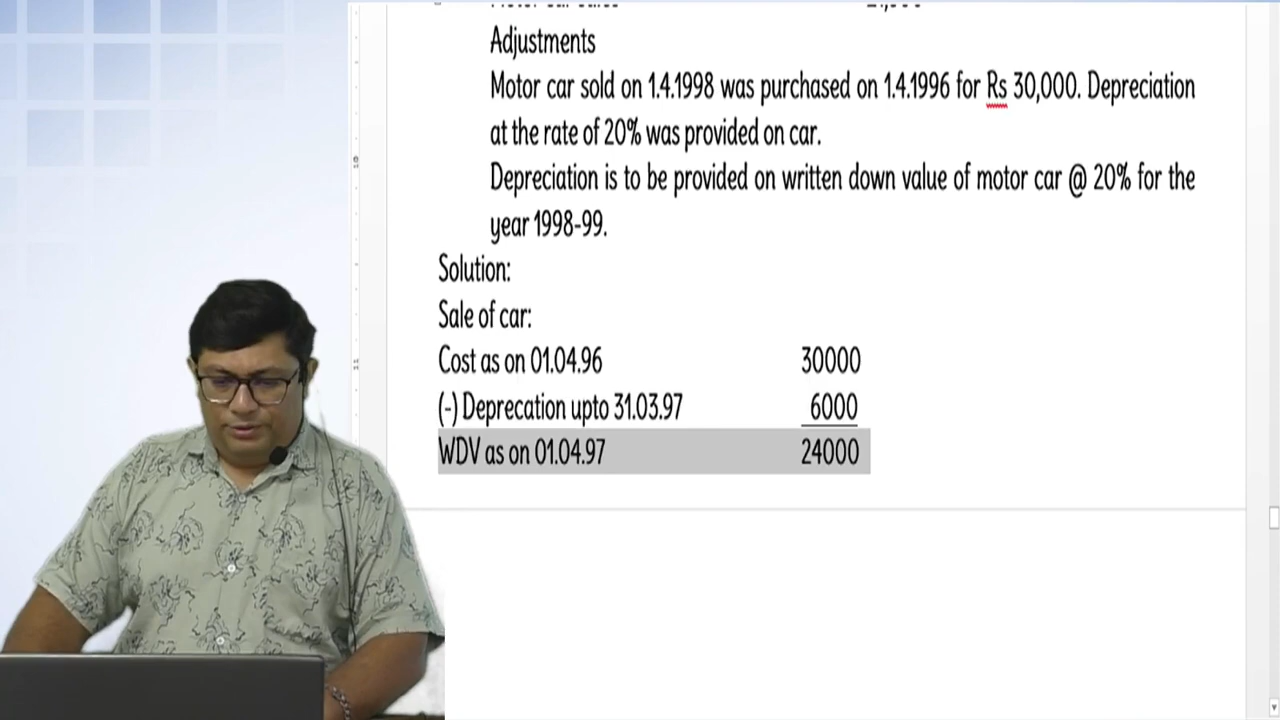 Adjustments
Motor car sold on 1.4.1998 was purchased on 1.4.1996 for Rs 30,000. Depreciation
at the rate of 20% was provided on car.
Depreciation is to be provided on written down value of motor car @ 20% for the
year 1998-99.
Solution:
Sale of car:
Cost as on 01.04.96 30000
(-) Deprecation upto 31.03.97 6000
WDV as on 01.04.97 24000